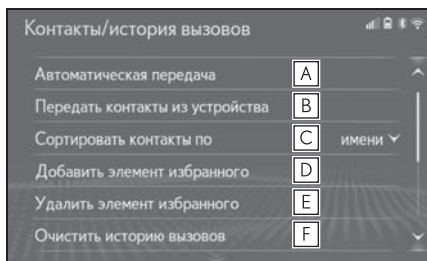 Контакты/история вызовов
Автоматическая передача A
Передать контакты из устройства B
Сортировать контакты по C имени
Добавить элемент избранного D
Удалить элемент избранного E
Очистить историю вызовов F